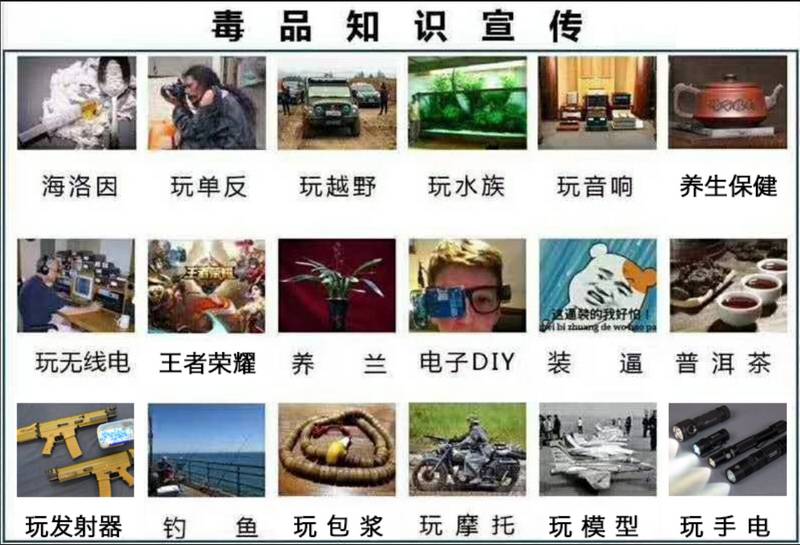 毒品知识宣传
海洛因 玩单反 玩越野 玩水族 玩音响 养生保健
王者荣耀
这逼装的我好怕！
bi zhuang de wo hao pa
玩无线电 王者荣耀 养兰 电子DIY 装逼 普洱茶
玩发射器 钓鱼 玩包浆 玩摩托 玩模型 玩手电